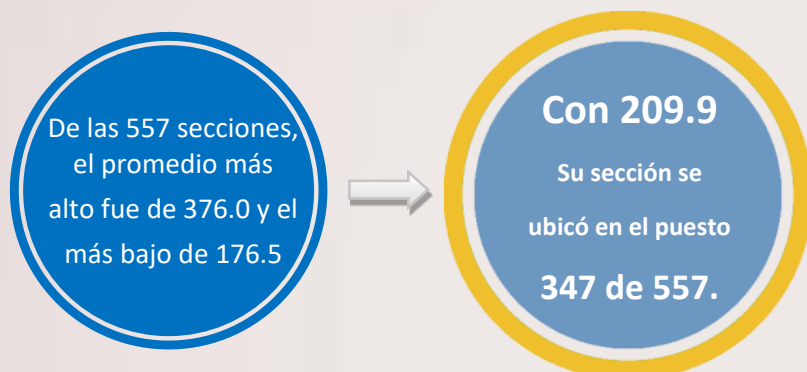 De las 557 secciones,
el promedio más
alto fue de 376.0 y el
más bajo de 176.5
Con 209.9
Su sección se
ubicó en el puesto
347 de 557.